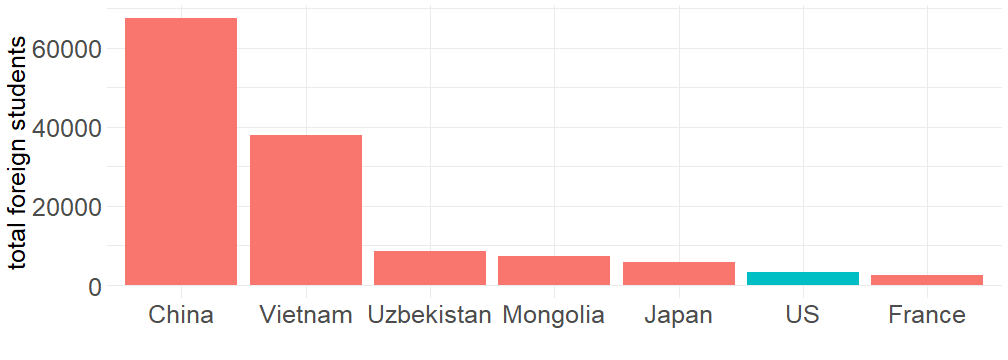 total foreign students
60000
40000
20000
0
China Vietnam Uzbekistan Mongolia Japan US France